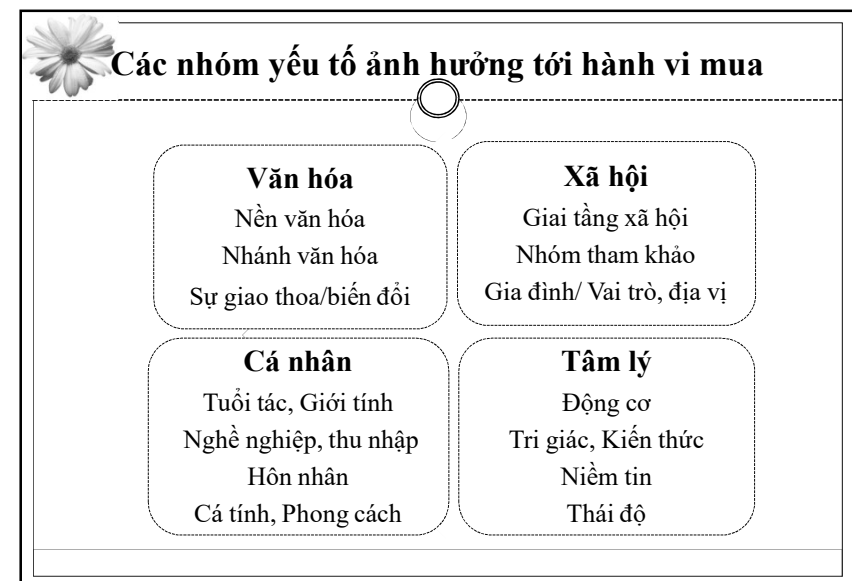 Các nhóm yếu tố ảnh hưởng tới hành vi mua
Văn hóa
Nền văn hóa
Nhánh văn hóa
Sự giao thoa/biến đổi
Xã hội
Giai tầng xã hội
Nhóm tham khảo
Gia đình/ Vai trò, địa vị
Cá nhân
Tuổi tác, Giới tính
Nghề nghiệp, thu nhập
Hôn nhân
Cá tính, Phong cách
Tâm lý
Động cơ
Tri giác, Kiến thức
Niềm tin
Thái độ